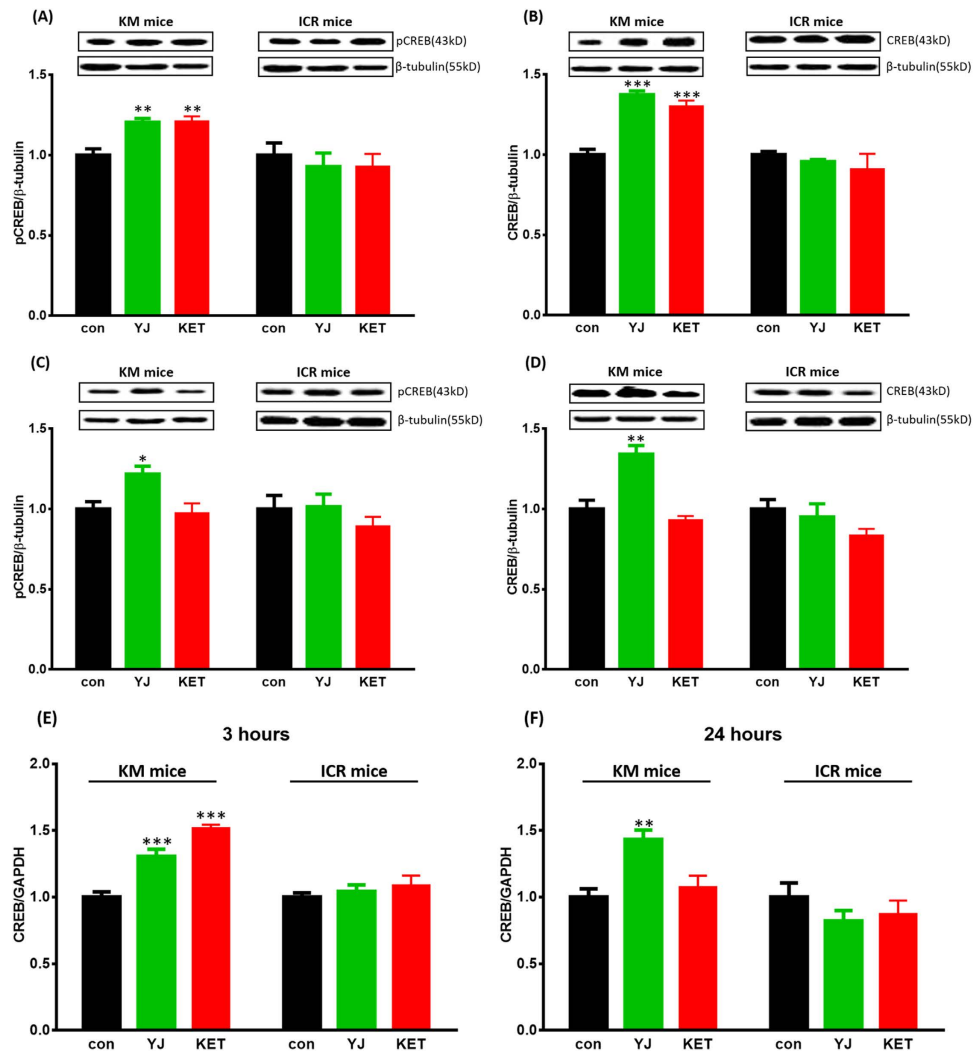 (A)
KM mice
ICR mice
pCREB(43kD)
β-tubulin(55kD)
1.5
1.0
0.5
0.0
pCREB/β-tubulin
**
**
con YJ KET
con YJ KET
(B)
KM mice
ICR mice
CREB(43kD)
β-tubulin(55kD)
1.5
1.0
0.5
0.0
CREB/β-tubulin
***
***
con YJ KET
con YJ KET
(C)
KM mice
ICR mice
pCREB(43kD)
β-tubulin(55kD)
1.5
1.0
0.5
0.0
pCREB/β-tubulin
*
con YJ KET
con YJ KET
(D)
KM mice
ICR mice
CREB(43kD)
β-tubulin(55kD)
1.5
1.0
0.5
0.0
CREB/β-tubulin
**
con YJ KET
con YJ KET
(E)
3 hours
KM mice
ICR mice
2.0
1.5
1.0
0.5
0.0
CREB/GAPDH
***
***
con YJ KET
con YJ KET
(F)
24 hours
KM mice
ICR mice
2.0
1.5
1.0
0.5
0.0
CREB/GAPDH
**
con YJ KET
con YJ KET